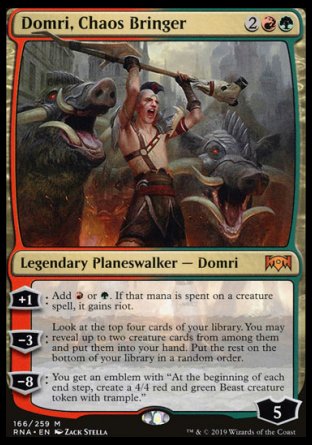 Domri, Chaos Bringer 2
Legendary Planeswalker — Domri
+1: Add R or G. If that mana is spent on a creature
spell, it gains riot.
Look at the top four cards of your library. You may
-3: reveal up to two creature cards from among them
and put them into your hand. Put the rest on the
bottom of your library in a random order.
-8: You get an emblem with “At the beginning of each
end step, create a 4/4 red and green Beast creature
token with trample.”
5
166/259 M
RNA • EN ZACK STELLA
™ & © 2019 Wizards of the Coast